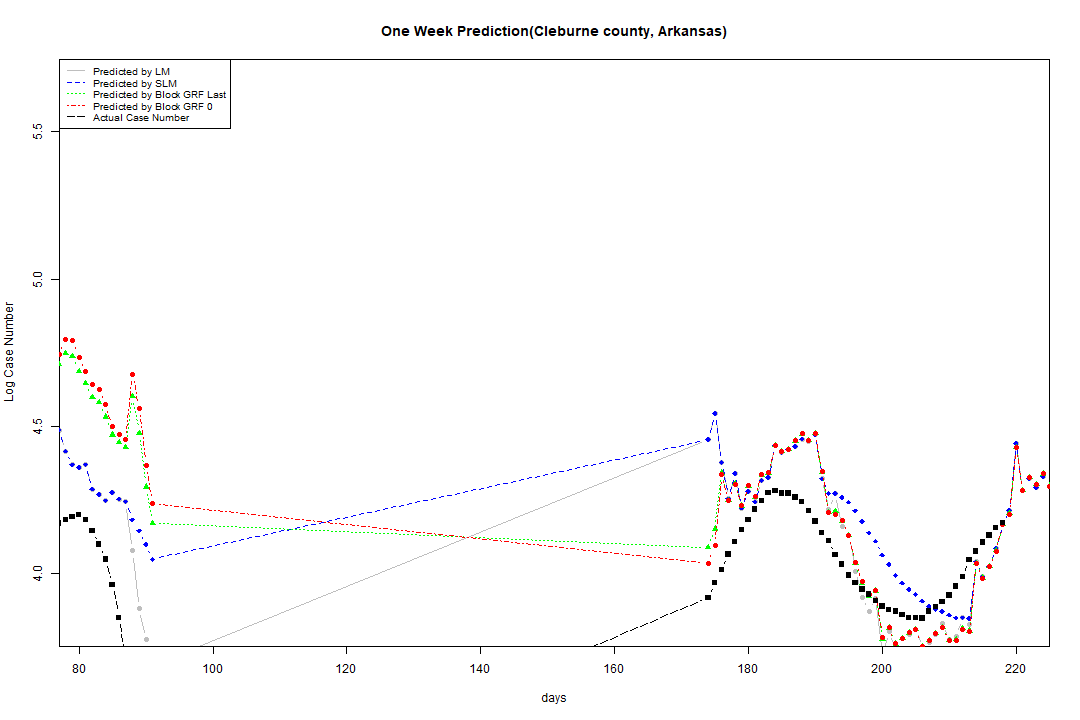 One Week Prediction(Cleburne county, Arkansas)
Predicted by LM
Predicted by SLM
Predicted by Block GRF Last
Predicted by Block GRF 0
Actual Case Number
5.5
5.0
4.5
4.0
Log Case Number
80 100 120 140 160 180 200 220
days